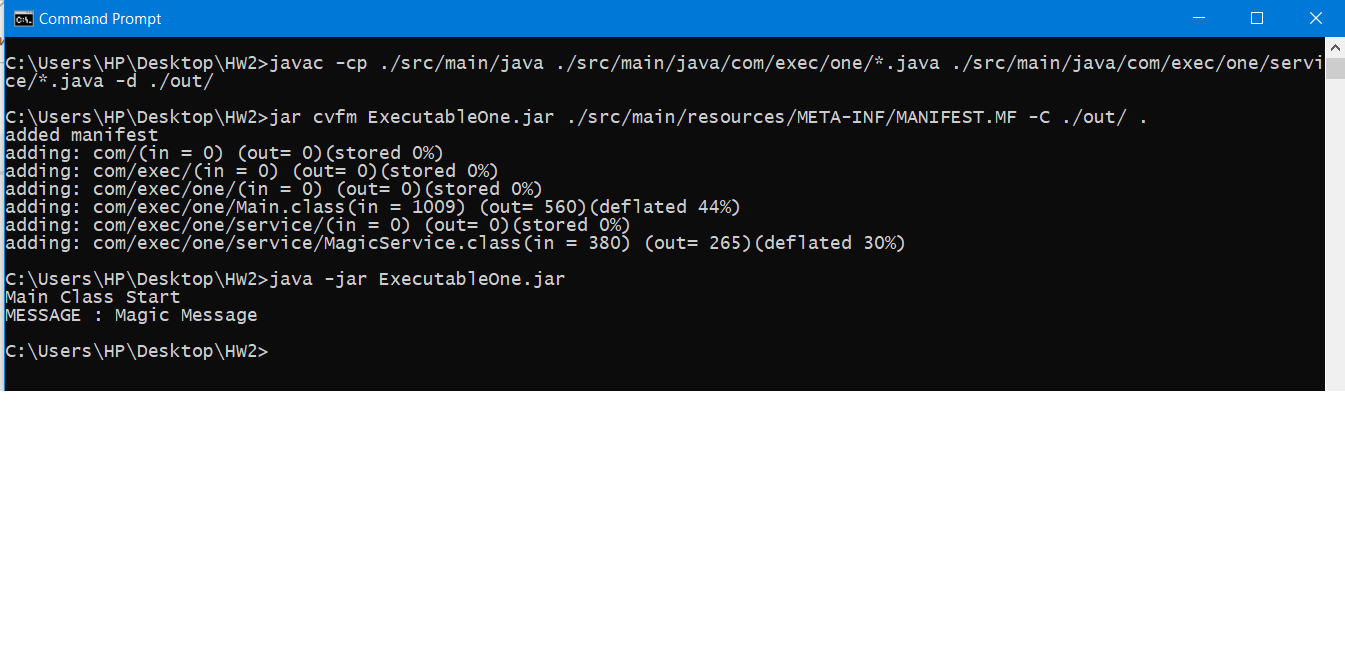 Command Prompt
C:\Users\HP\Desktop\HW2>javac -cp ./src/main/java ./src/main/java/com/exec/one/*.java ./src/main/java/com/exec/one/servi
ce/*.java -d ./out/
C:\Users\HP\Desktop\HW2>jar cvfm ExecutableOne.jar ./src/main/resources/META-INF/MANIFEST.MF -C ./out/ .
added manifest
adding: com/(in = 0) (out= 0)(stored 0%)
adding: com/exec/(in = 0) (out= 0)(stored 0%)
adding: com/exec/one/(in = 0) (out= 0)(stored 0%)
adding: com/exec/one/Main.class(in = 1009) (out= 560)(deflated 44%)
adding: com/exec/one/service/(in = 0) (out= 0)(stored 0%)
adding: com/exec/one/service/MagicService.class(in = 380) (out= 265)(deflated 30%)
C:\Users\HP\Desktop\HW2>java -jar ExecutableOne.jar
Main Class Start
MESSAGE : Magic Message
C:\Users\HP\Desktop\HW2>